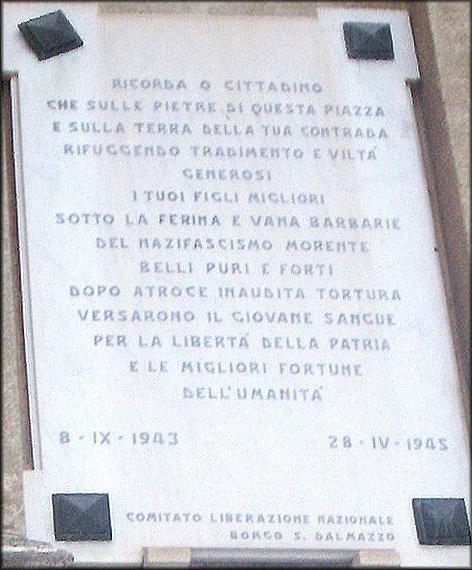 RICORDA O CITTADINO
CHE SULLE PIETRE DI QUESTA PIAZZA
E SULLA TERRA DELLA TUA CONTRADA
RIFUGGENDO TRADIMENTO E VILTÁ
GENEROSI
I TUOI FIGLI MIGLIORI
SOTTO LA FERINA E VANA BARBARIE
DEL NAZIFASCISMO MORENTE
BELLI PURI E FORTI
DOPO ATROCE INAUDITA TORTURA
VERSARONO IL GIOVANE SANGUE
PER LA LIBERTÁ DELLA PATRIA
E LE MIGLIORI FORTUNE
DELL'UMANITÁ
8-IX-1943 28-IV-1945
COMITATO LIBERAZIONE NAZIONALE
BORGO S. DALMAZZO